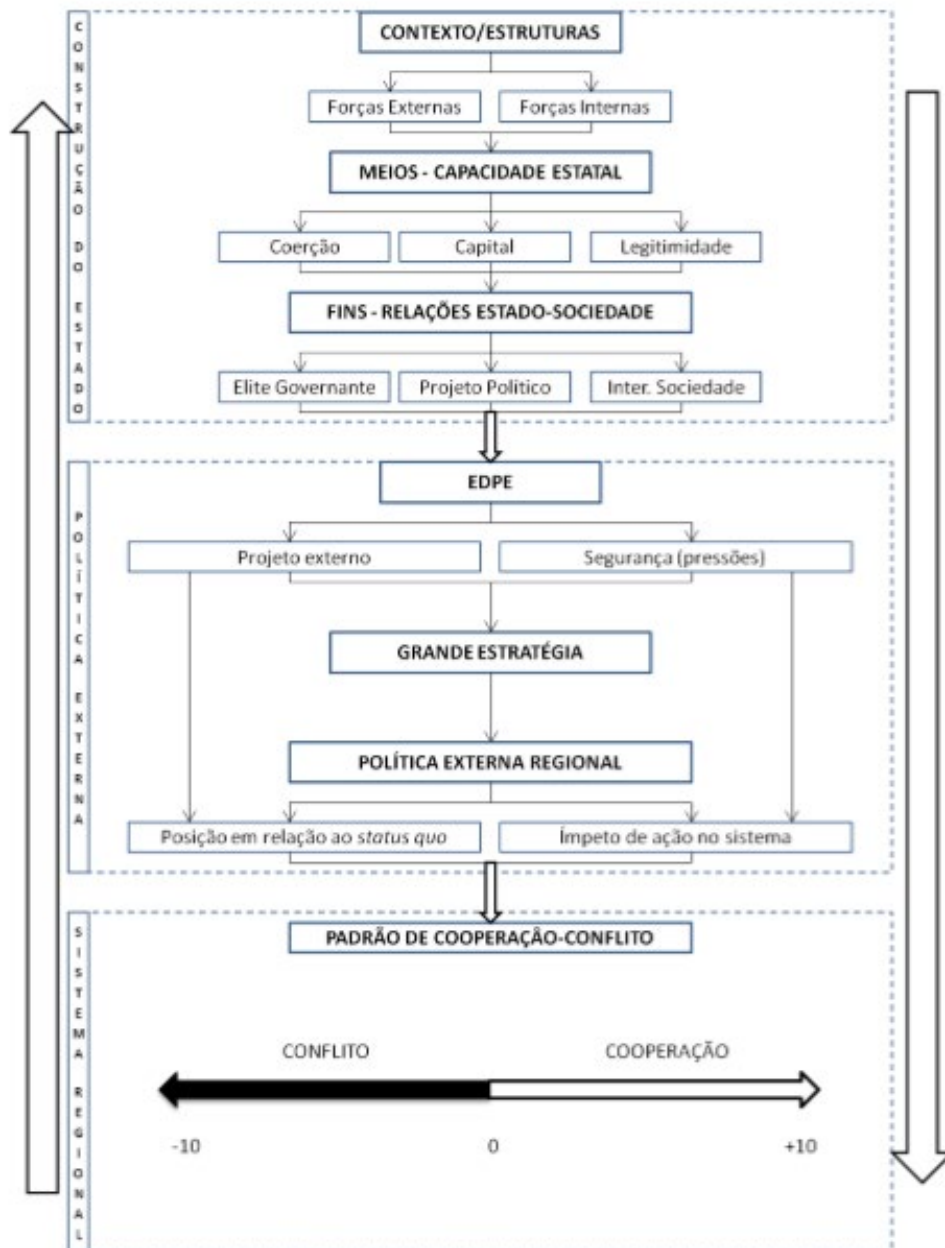 CONSTRUÇÃO DO ESTADO
CONTEXTO/ESTRUTURAS
Forças Externas
Forças Internas
MEIOS - CAPACIDADE ESTATAL
Coerção
Capital
Legitimidade
FINS - RELAÇÕES ESTADO-SOCIEDADE
Elite Governante
Projeto Político
Inter. Sociedade
POLÍTICA EXTERNA
EDPE
Projeto externo
Segurança (pressões)
GRANDE ESTRATÉGIA
POLÍTICA EXTERNA REGIONAL
Posição em relação ao status quo
Ímpeto de ação no sistema
SISTEMA REGIONAL
PADRÃO DE COOPERAÇÃO-CONFLITO
CONFLITO
COOPERAÇÃO
-10
0
+10